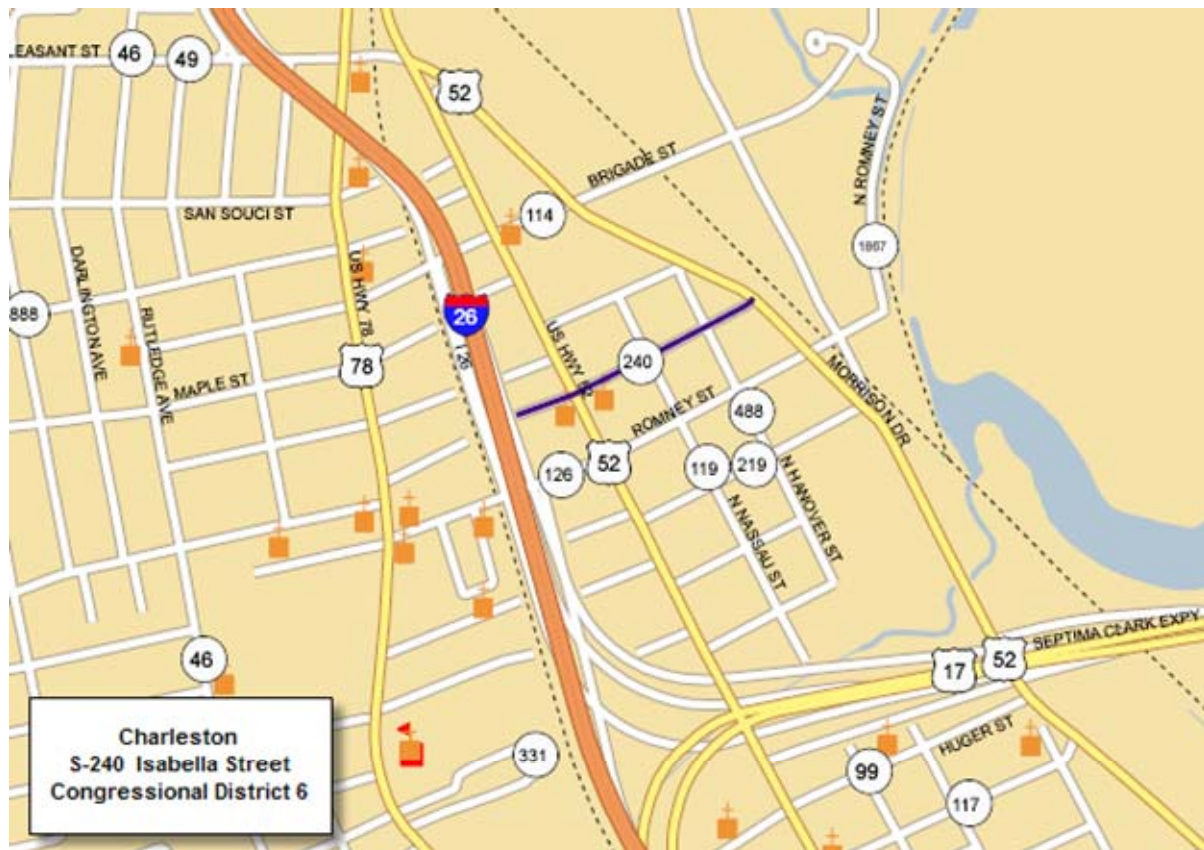 LEASANT ST
46
49
52
BRIGADE ST
N ROMNEY ST
SAN SOUCI ST
114
1867
DARLINGTON AVE
RUTLEDGE AVE
US HWY 78
888
26
I 26
78
MAPLE ST
US HWY 52
240
MORRISON DR
ROMNEY ST
488
126
52
119
219
N HANOVER ST
N NASSAU ST
46
SEPTIMA CLARK EXPY
17
52
HUGER ST
331
99
117
Charleston
S-240 Isabella Street
Congressional District 6